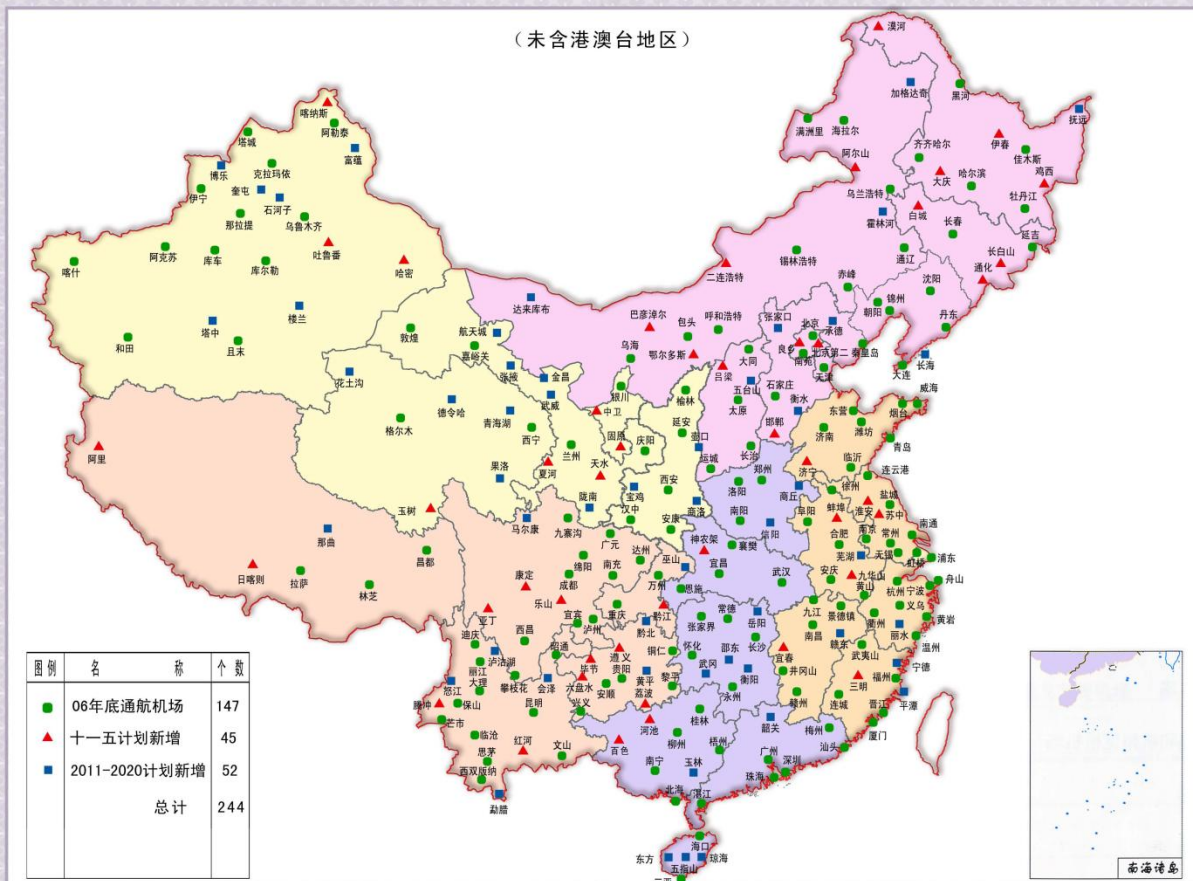 （未含港澳台地区）
漠河
加格达奇
黑河
抚远
满洲里
海拉尔
阿尔山
齐齐哈尔
伊春
佳木斯
大庆
哈尔滨
鸡西
乌兰浩特
白城
牡丹江
霍林河
长春
延吉
长白山
通化
锡林浩特
通辽
二连浩特
赤峰
沈阳
朝阳
锦州
丹东
喀纳斯
阿勒泰
塔城
富蕴
博乐
克拉玛依
奎屯
伊宁
石河子
那拉提
乌鲁木齐
吐鲁番
哈密
喀什
阿克苏
库车
库尔勒
楼兰
塔中
和田
且末
达来库布
巴彦淖尔
包头
呼和浩特
张家口
北京
承德
航天城
敦煌
嘉峪关
乌海
鄂尔多斯
大同
良乡
南苑
北京第二
秦皇岛
长海
天津
大连
花土沟
张掖
金昌
吕梁
五台山
石家庄
威海
德令哈
武威
银川
榆林
太原
衡水
东营
烟台
青海湖
中卫
延安
邯郸
济南
潍坊
格尔木
西宁
固原
庆阳
壶口
青岛
兰州
长治
临沂
阿里
果洛
夏河
天水
运城
郑州
济宁
连云港
西安
洛阳
商丘
徐州
盐城
玉树
陇南
宝鸡
商洛
南阳
阜阳
蚌埠
淮安
苏中
马尔康
汉中
安康
信阳
南京
南通
那曲
九寨沟
神农架
襄樊
合肥
常州
昌都
广元
达州
巫山
宜昌
芜湖
无锡
虹桥
浦东
日喀则
拉萨
绵阳
南充
武汉
安庆
九华山
舟山
康定
成都
万州
恩施
黄山
杭州
宁波
林芝
乐山
九江
景德镇
义乌
亚丁
宜宾
重庆
黔江
常德
岳阳
衢州
黄岩
泸州
张家界
南昌
丽水
迪庆
西昌
黔北
长沙
赣东
温州
昭通
铜仁
怀化
邵东
武夷山
泸沽湖
遵义
宜春
宁德
丽江
毕节
贵阳
武冈
衡阳
井冈山
福州
怒江
大理
会泽
六盘水
黄平
黎平
三明
攀枝花
安顺
荔波
永州
平潭
腾冲
保山
昆明
兴义
赣州
连城
晋江
芒市
河池
桂林
韶关
厦门
临沧
红河
百色
柳州
梧州
梅州
思茅
文山
广州
汕头
西双版纳
南宁
玉林
深圳
珠海
勐腊
北海
湛江
海口
东方
五指山
琼海
图例 名 称 个数
06年底通航机场 147
十一五计划新增 45
2011-2020计划新增 52
总计 244
南海诸岛